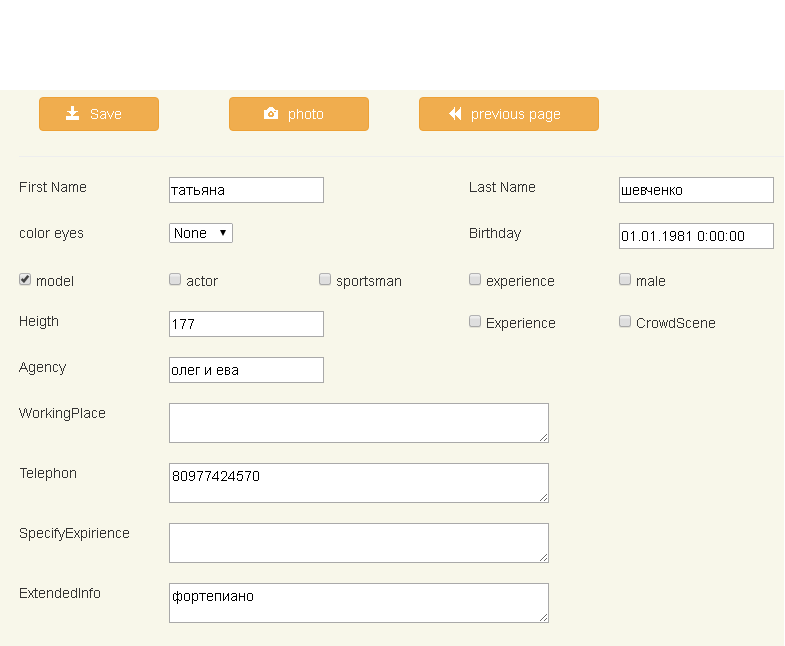 Save photo previous page
First Name татьяна Last Name шевченко
color eyes None Birthday 01.01.1981 0:00:00
model actor sportsman experience male
Heigth 177 Experience CrowdScene
Agency олег и ева
WorkingPlace
Telephon 80977424570
SpecifyExpirience
ExtendedInfo фортепиано